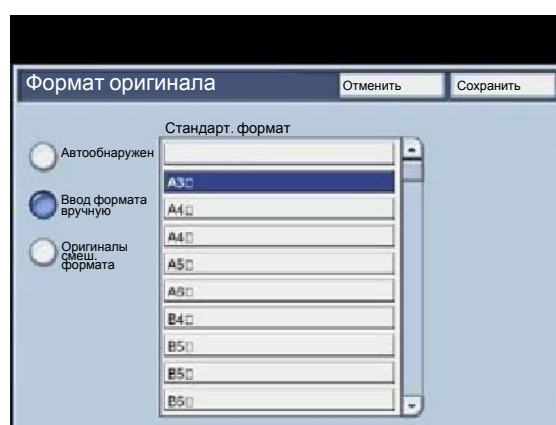 Формат оригинала
Отменить
Сохранить
Стандарт. формат
Автообнаружен
Ввод формата
вручную
Оригиналы
смеш.
формата
A3
A4
A4
A5
A6
B4
B5
B5
B6